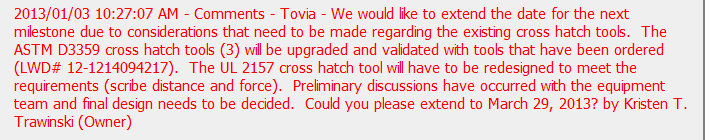 2013/01/03 10:27:07 AM - Comments - Tovia - We would like to extend the date for the next
milestone due to considerations that need to be made regarding the existing cross hatch tools.  The
ASTM D3359 cross hatch tools (3) will be upgraded and validated with tools that have been ordered
(LWD# 12-1214094217).  The UL 2157 cross hatch tool will have to be redesigned to meet the
requirements (scribe distance and force).  Preliminary discussions have occurred with the equipment
team and final design needs to be decided.  Could you please extend to March 29, 2013? by Kristen T.
Trawinski (Owner)